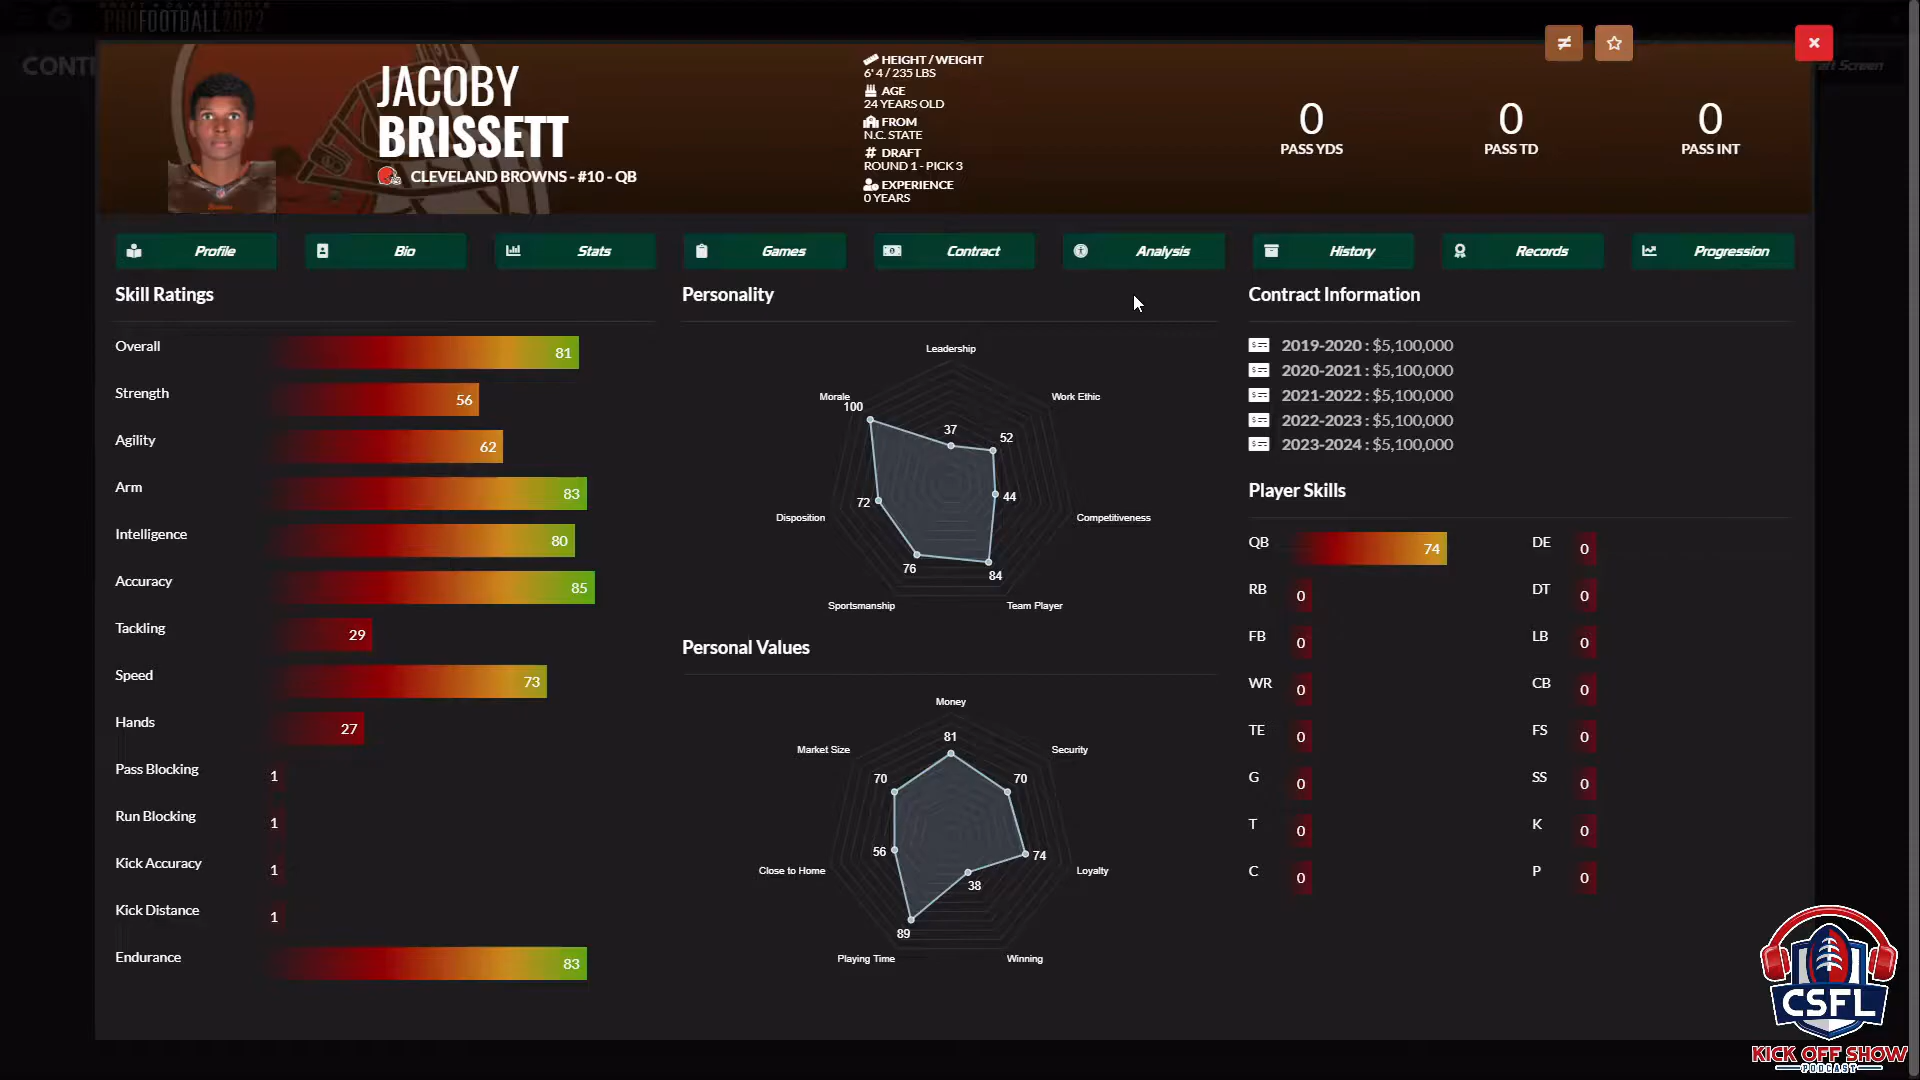 PROFOOTBALL2022
CONT
JACOBY
BRISSETT
CLEVELAND BROWNS - #10 - QB
HEIGHT / WEIGHT
6' 4 / 235 LBS
AGE
24 YEARS OLD
FROM
N.C. STATE
DRAFT
ROUND 1 - PICK 3
EXPERIENCE
0 YEARS
0
PASS YDS
0
PASS TD
0
PASS INT
Screen
Profile
Bio
Stats
Games
Contract
Analysis
History
Records
Progression
Skill Ratings
Overall 81
Strength 56
Agility 62
Arm 83
Intelligence 80
Accuracy 85
Tackling 29
Speed 73
Hands 27
Pass Blocking 1
Run Blocking 1
Kick Accuracy 1
Kick Distance 1
Endurance 83
Personality
Leadership
37
Work Ethic
52
Competitiveness
44
Team Player
84
Sportsmanship
76
Disposition
72
Morale
100
Personal Values
Money
81
Security
70
Loyalty
74
Winning
38
Playing Time
89
Close to Home
56
Market Size
70
Contract Information
2019-2020 : $5,100,000
2020-2021 : $5,100,000
2021-2022 : $5,100,000
2022-2023 : $5,100,000
2023-2024 : $5,100,000
Player Skills
QB 74
RB 0
FB 0
WR 0
TE 0
G 0
T 0
C 0
DE 0
DT 0
LB 0
CB 0
FS 0
SS 0
K 0
P 0
CSFL
KICK OFF SHOW
PODCAST